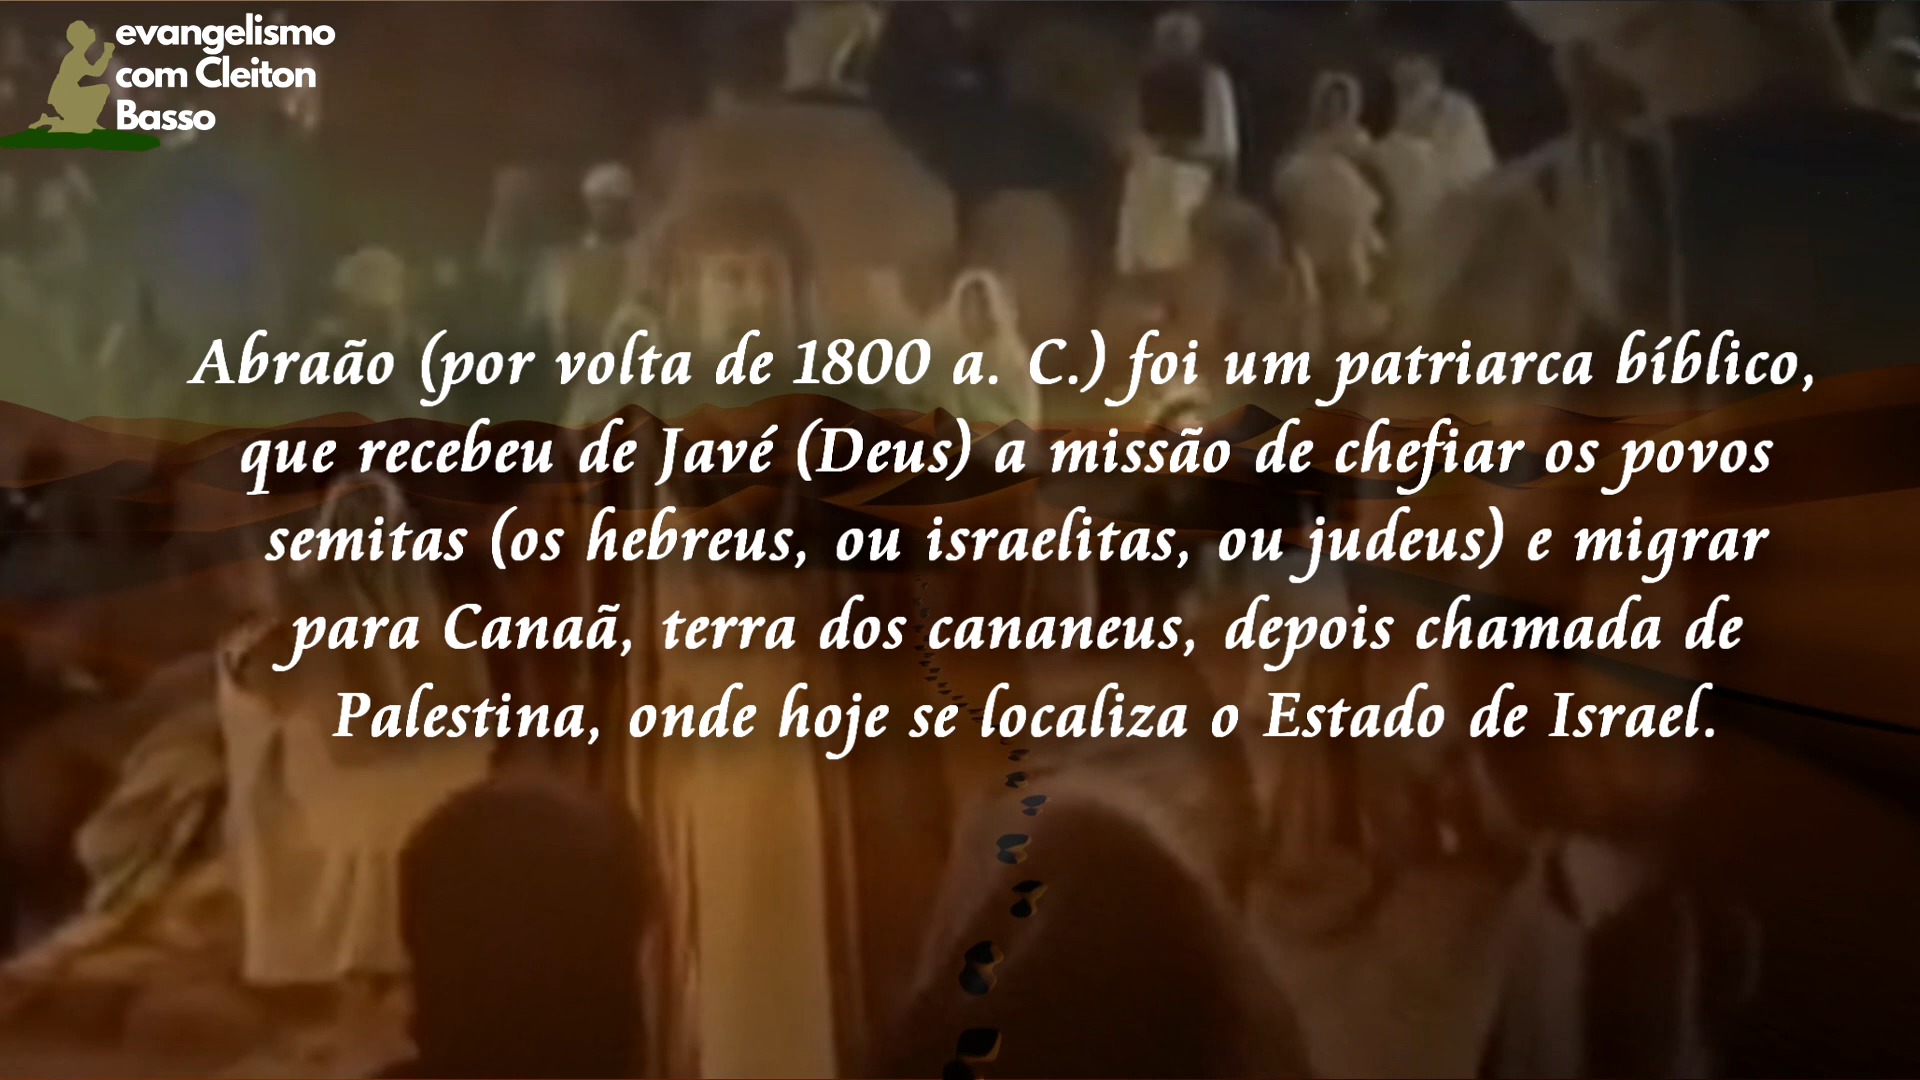 evangelismo
com Cleiton
Basso
Abraão (por volta de 1800 a. C.) foi um patriarca bíblico,
que recebeu de Javé (Deus) a missão de chefiar os povos
semitas (os hebreus, ou israelitas, ou judeus) e migrar
para Canaã, terra dos cananeus, depois chamada de
Palestina, onde hoje se localiza o Estado de Israel.